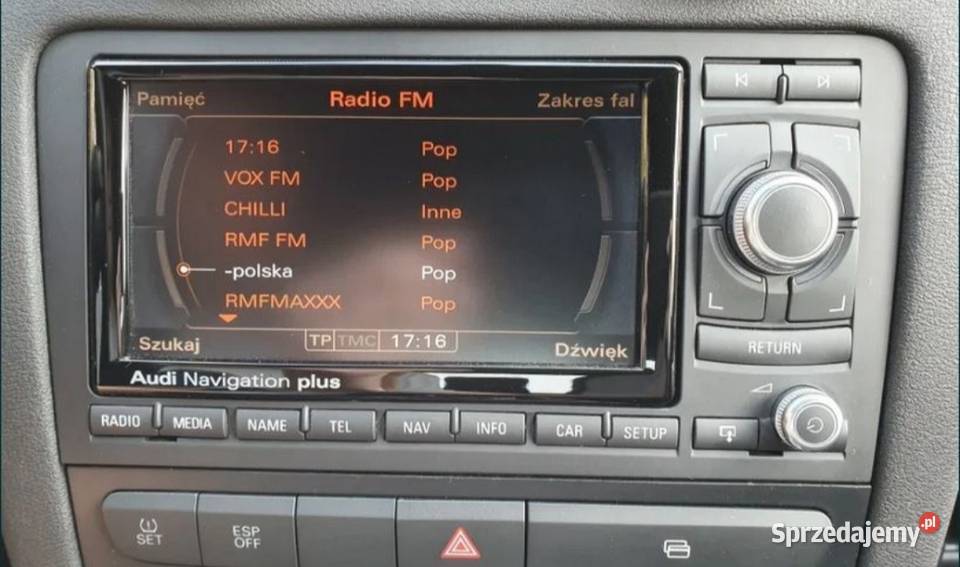 Pamięć Radio FM Zakres fal
17:16 Pop
VOX FM Pop
CHILLI Inne
RMF FM Pop
-polska Pop
RMFMAXXX Pop
Szukaj TP TMC 17:16 Dźwięk
Audi Navigation plus
RETURN
RADIO MEDIA NAME TEL NAV INFO CAR SETUP
SET ESP OFF
Sprzedajemy.pl